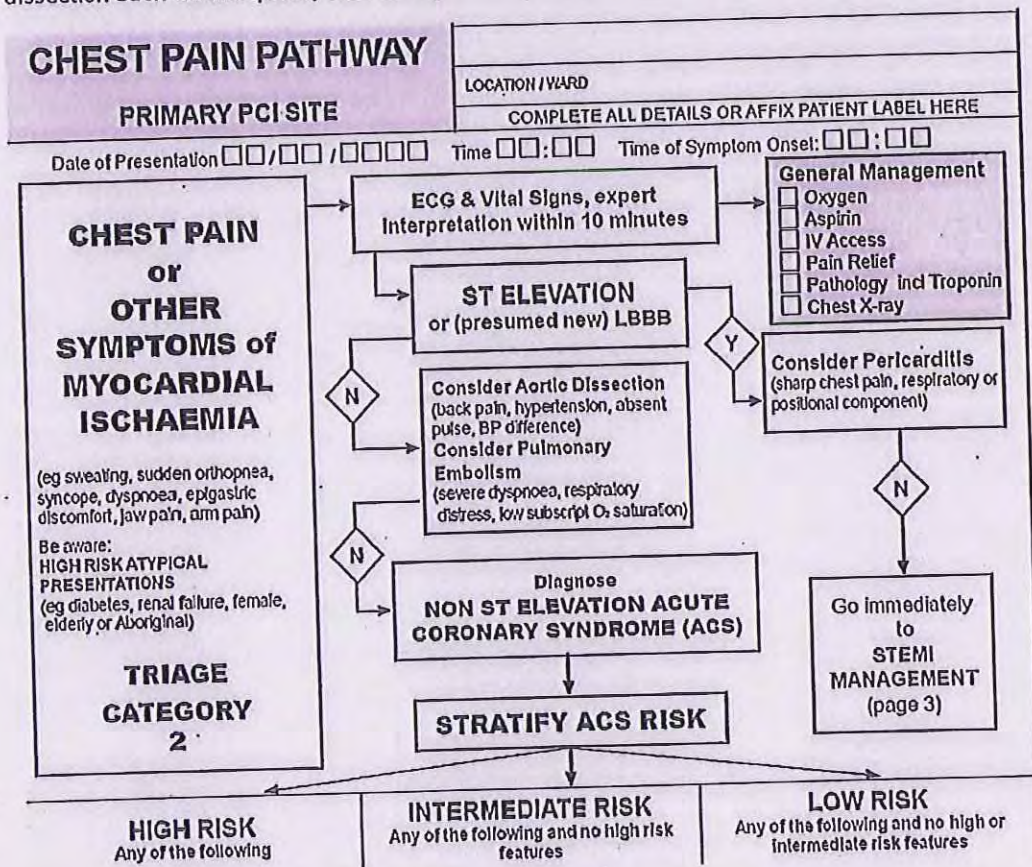 CHEST PAIN PATHWAY
PRIMARY PCI SITE
LOCATION / WARD
COMPLETE ALL DETAILS OR AFFIX PATIENT LABEL HERE
Date of Presentation □□/□□/□□□□ Time □□:□□ Time of Symptom Onset: □□:□□
CHEST PAIN
or
OTHER
SYMPTOMS of
MYOCARDIAL
ISCHAEMIA
(eg sweating, sudden orthopnea,
syncope, dyspnoea, epigastric
discomfort, jaw pain, arm pain)
Be aware:
HIGH RISK ATYPICAL
PRESENTATIONS
(eg diabetes, renal failure, female,
elderly or Aboriginal)
TRIAGE
CATEGORY
2
ECG & Vital Signs, expert
Interpretation within 10 minutes
General Management
Oxygen
Aspirin
IV Access
Pain Relief
Pathology incl Troponin
Chest X-ray
ST ELEVATION
or (presumed new) LBBB
Y
N
Consider Pericarditis
(sharp chest pain, respiratory or
positional component)
Consider Aortic Dissection
(back pain, hypertension, absent
pulse, BP difference)
Consider Pulmonary
Embolism
(severe dyspnoea, respiratory
distress, low subscript O₂ saturation)
N
N
Diagnose
NON ST ELEVATION ACUTE
CORONARY SYNDROME (ACS)
Go immediately
to
STEMI
MANAGEMENT
(page 3)
STRATIFY ACS RISK
HIGH RISK
Any of the following
INTERMEDIATE RISK
Any of the following and no high risk
features
LOW RISK
Any of the following and no high or
intermediate risk features